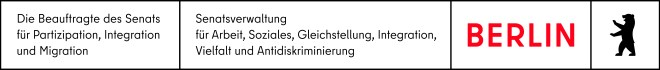 Die Beauftragte des Senats
für Partizipation, Integration
und Migration
Senatsverwaltung
für Arbeit, Soziales, Gleichstellung, Integration,
Vielfalt und Antidiskriminierung
BERLIN